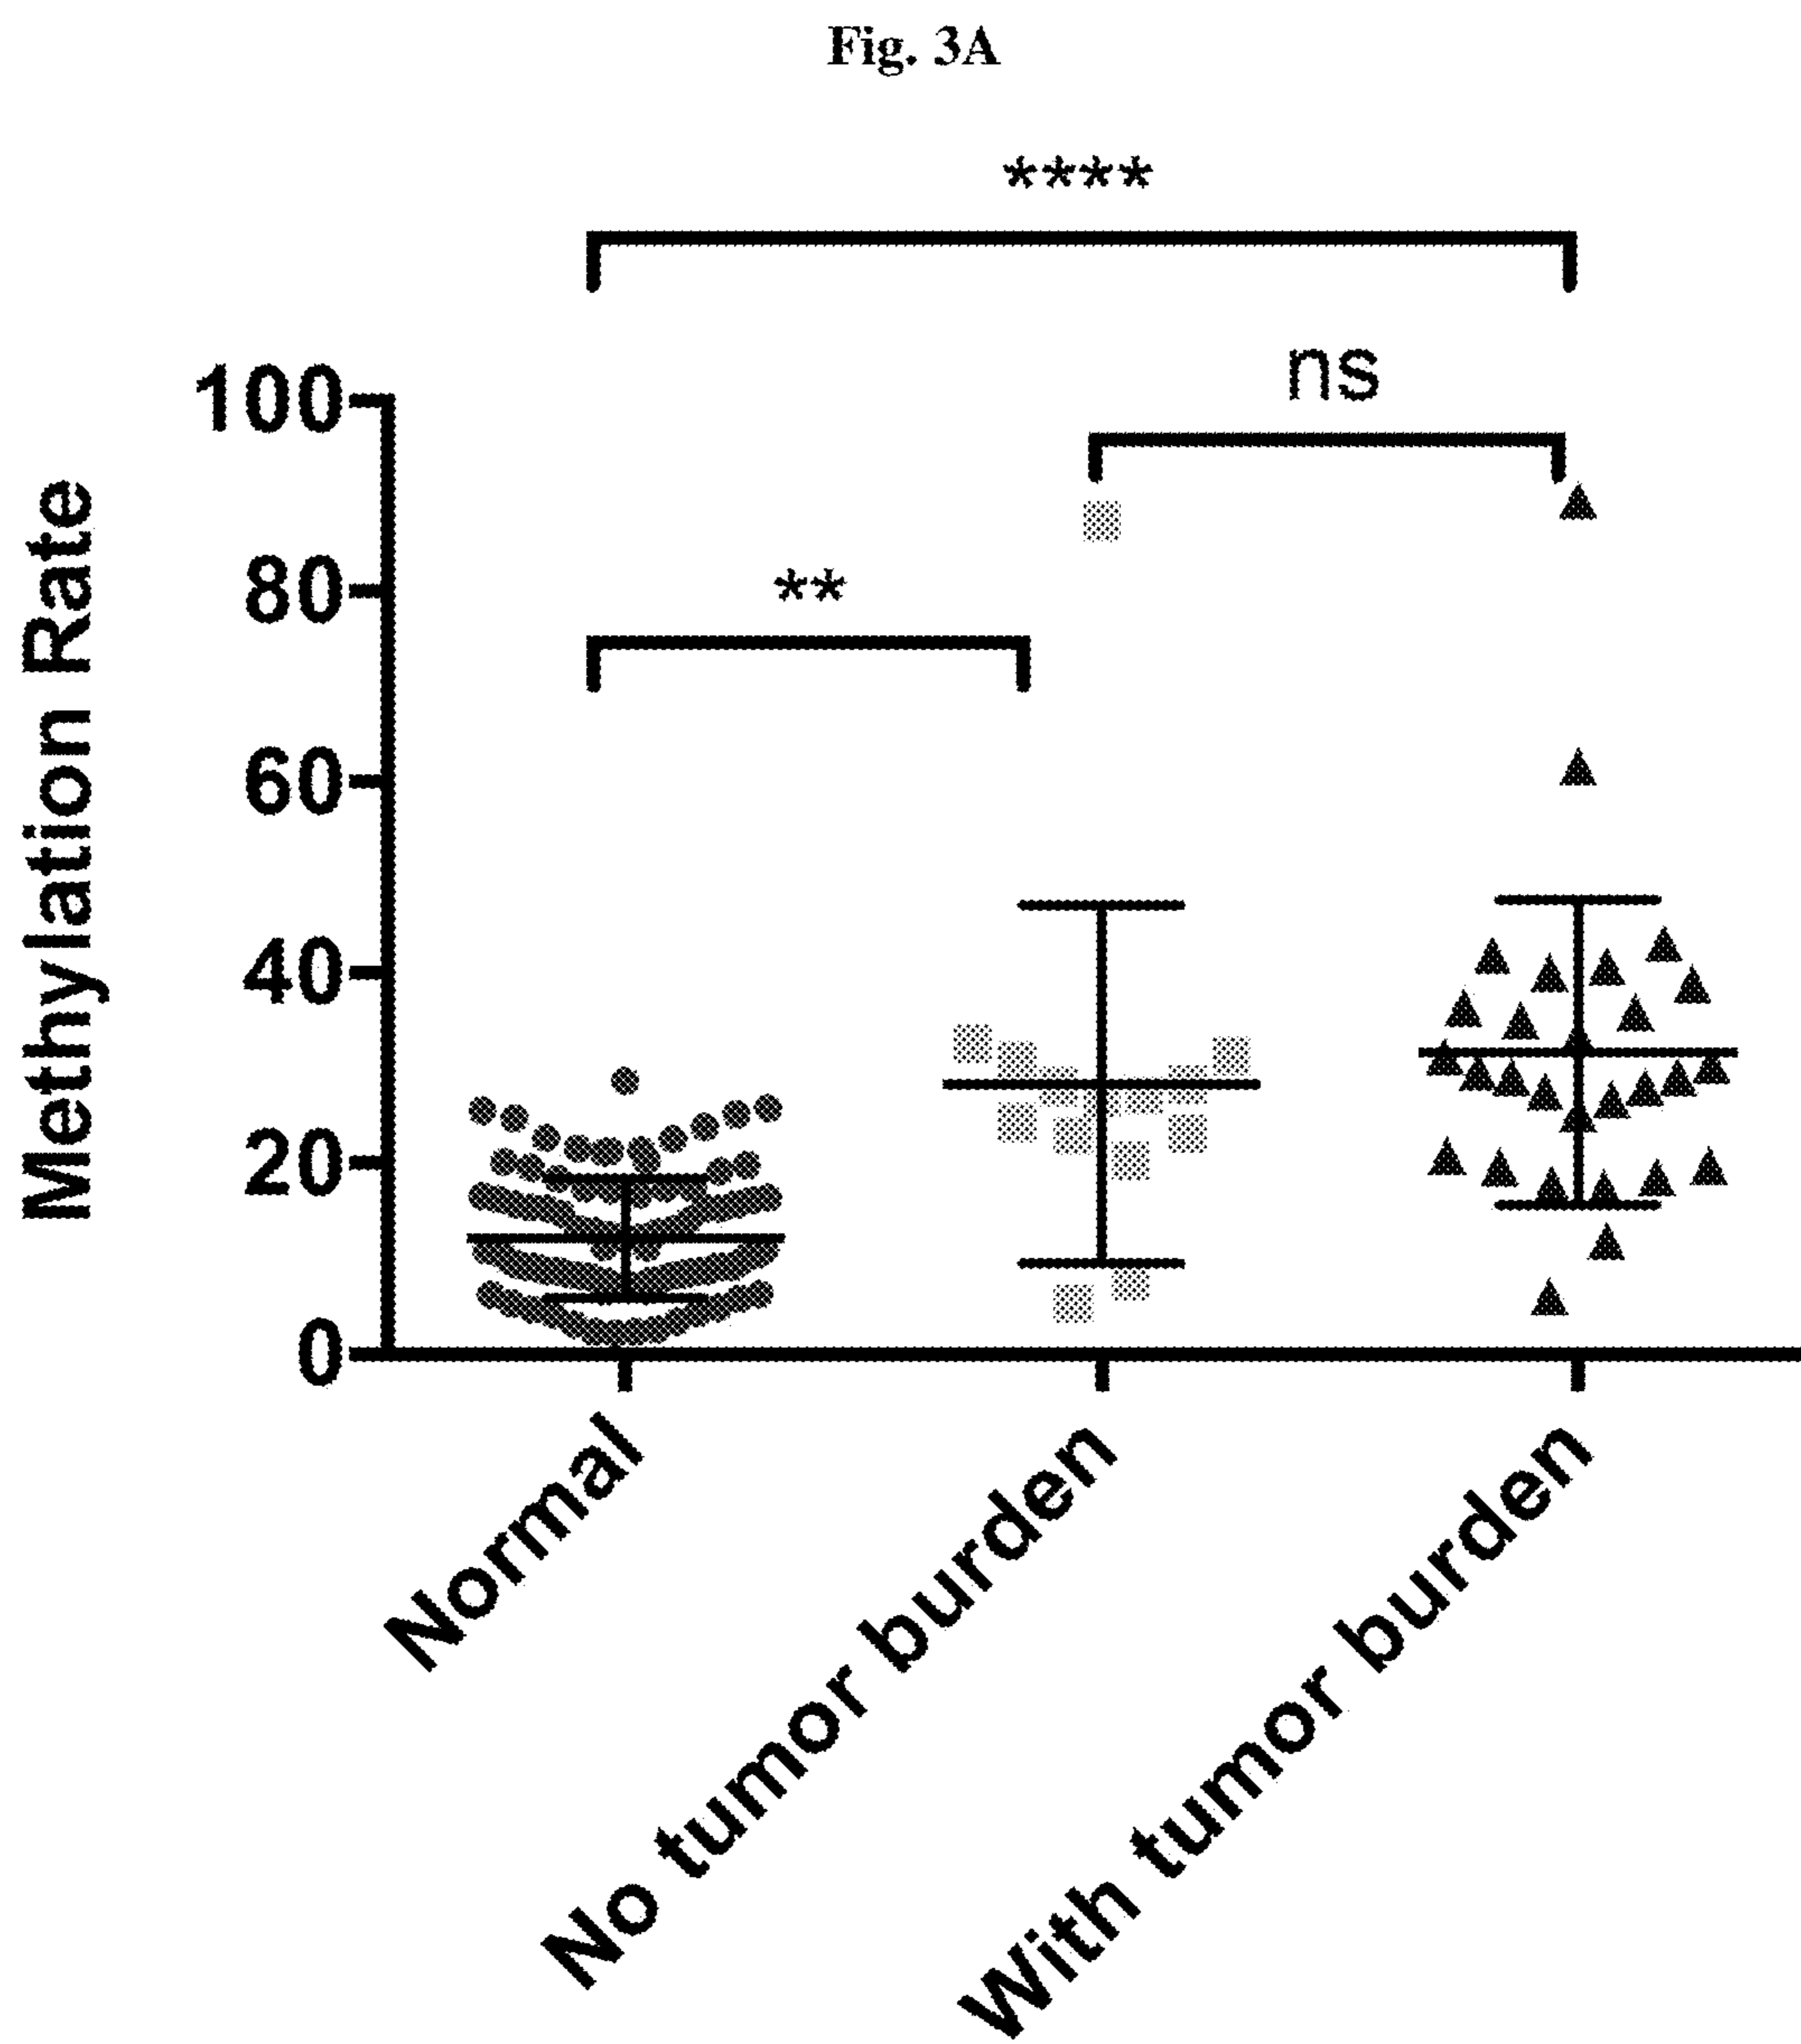 Fig. 3A
****
ns
**
Methylation Rate
100
80
60
40
20
0
Normal
No tumor burden
With tumor burden